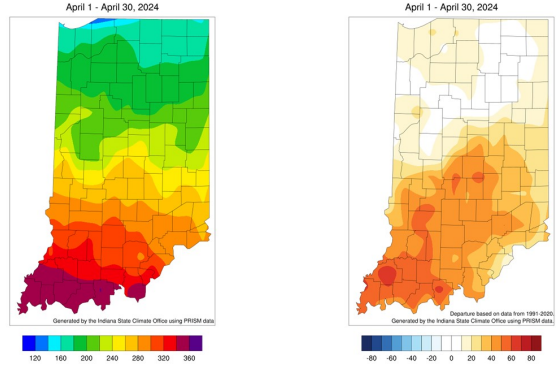 April 1 - April 30, 2024
Generated by the Indiana State Climate Office using PRISM data.
120 160 200 240 280 320 360
April 1 - April 30, 2024
Departure based on data from 1991-2020.
Generated by the Indiana State Climate Office using PRISM data.
-80 -60 -40 -20 0 20 40 60 80